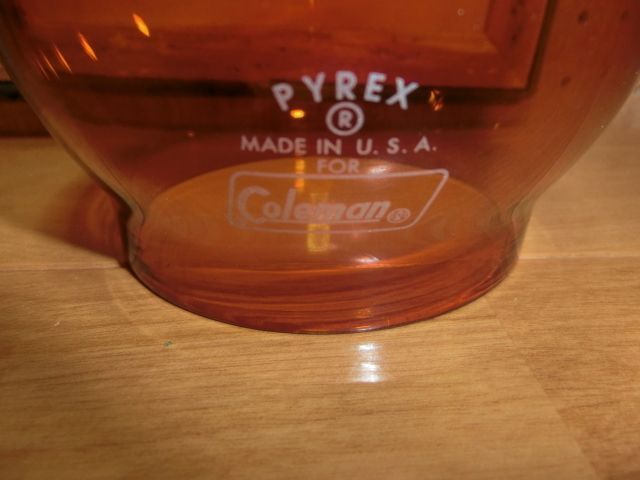 PYREX
®
MADE IN U.S.A.
FOR
Coleman®